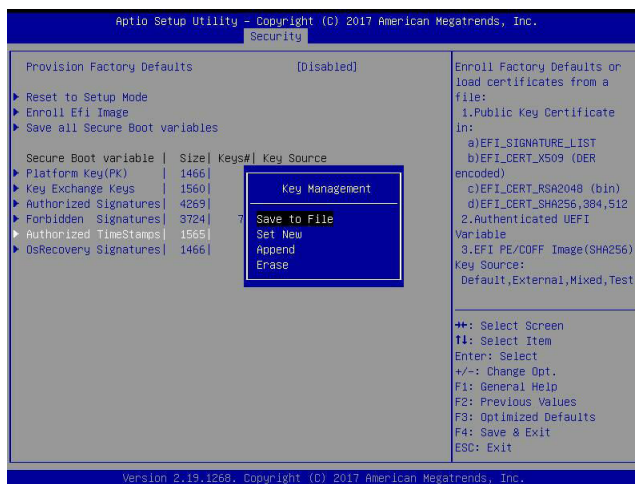 Aptio Setup Utility – Copyright (C) 2017 American Megatrends, Inc.
Security
Provision Factory Defaults [Disabled]
Reset to Setup Mode
Enroll Efi Image
Save all Secure Boot variables
Secure Boot variable | Size| Keys#| Key Source
Platform Key(PK) | 1466|
Key Exchange Keys | 1560|
Authorized Signatures| 4269|
Forbidden Signatures| 3724| 7
Authorized TimeStamps| 1565|
OsRecovery Signatures| 1466|
Key Management
Save to File
Set New
Append
Erase
Enroll Factory Defaults or
load certificates from a
file:
1.Public Key Certificate
in:
a)EFI_SIGNATURE_LIST
b)EFI_CERT_X509 (DER
encoded)
c)EFI_CERT_RSA2048 (bin)
d)EFI_CERT_SHA256,384,512
2.Authenticated UEFI
Variable
3.EFI PE/COFF Image(SHA256)
Key Source:
Default,External,Mixed,Test
→←: Select Screen
↑↓: Select Item
Enter: Select
+/-: Change Opt.
F1: General Help
F2: Previous Values
F3: Optimized Defaults
F4: Save & Exit
ESC: Exit
Version 2.19.1268. Copyright (C) 2017 American Megatrends, Inc.